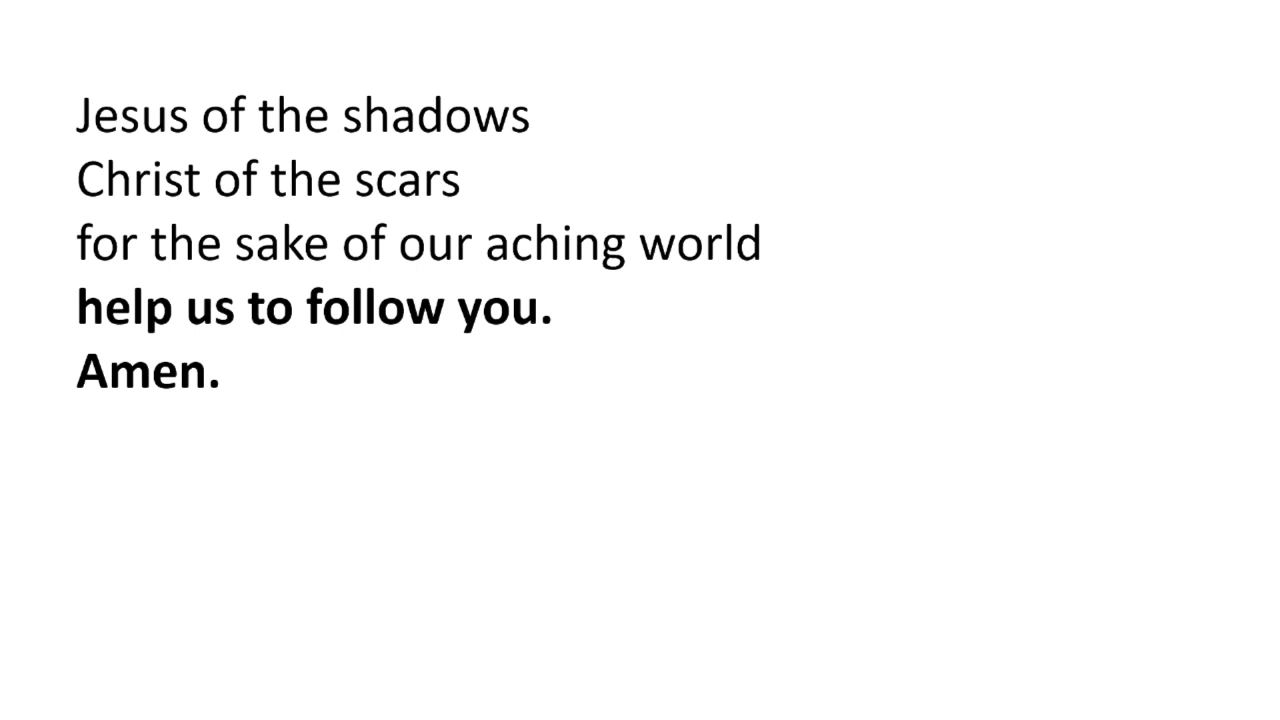 Jesus of the shadows
Christ of the scars
for the sake of our aching world
help us to follow you.
Amen.